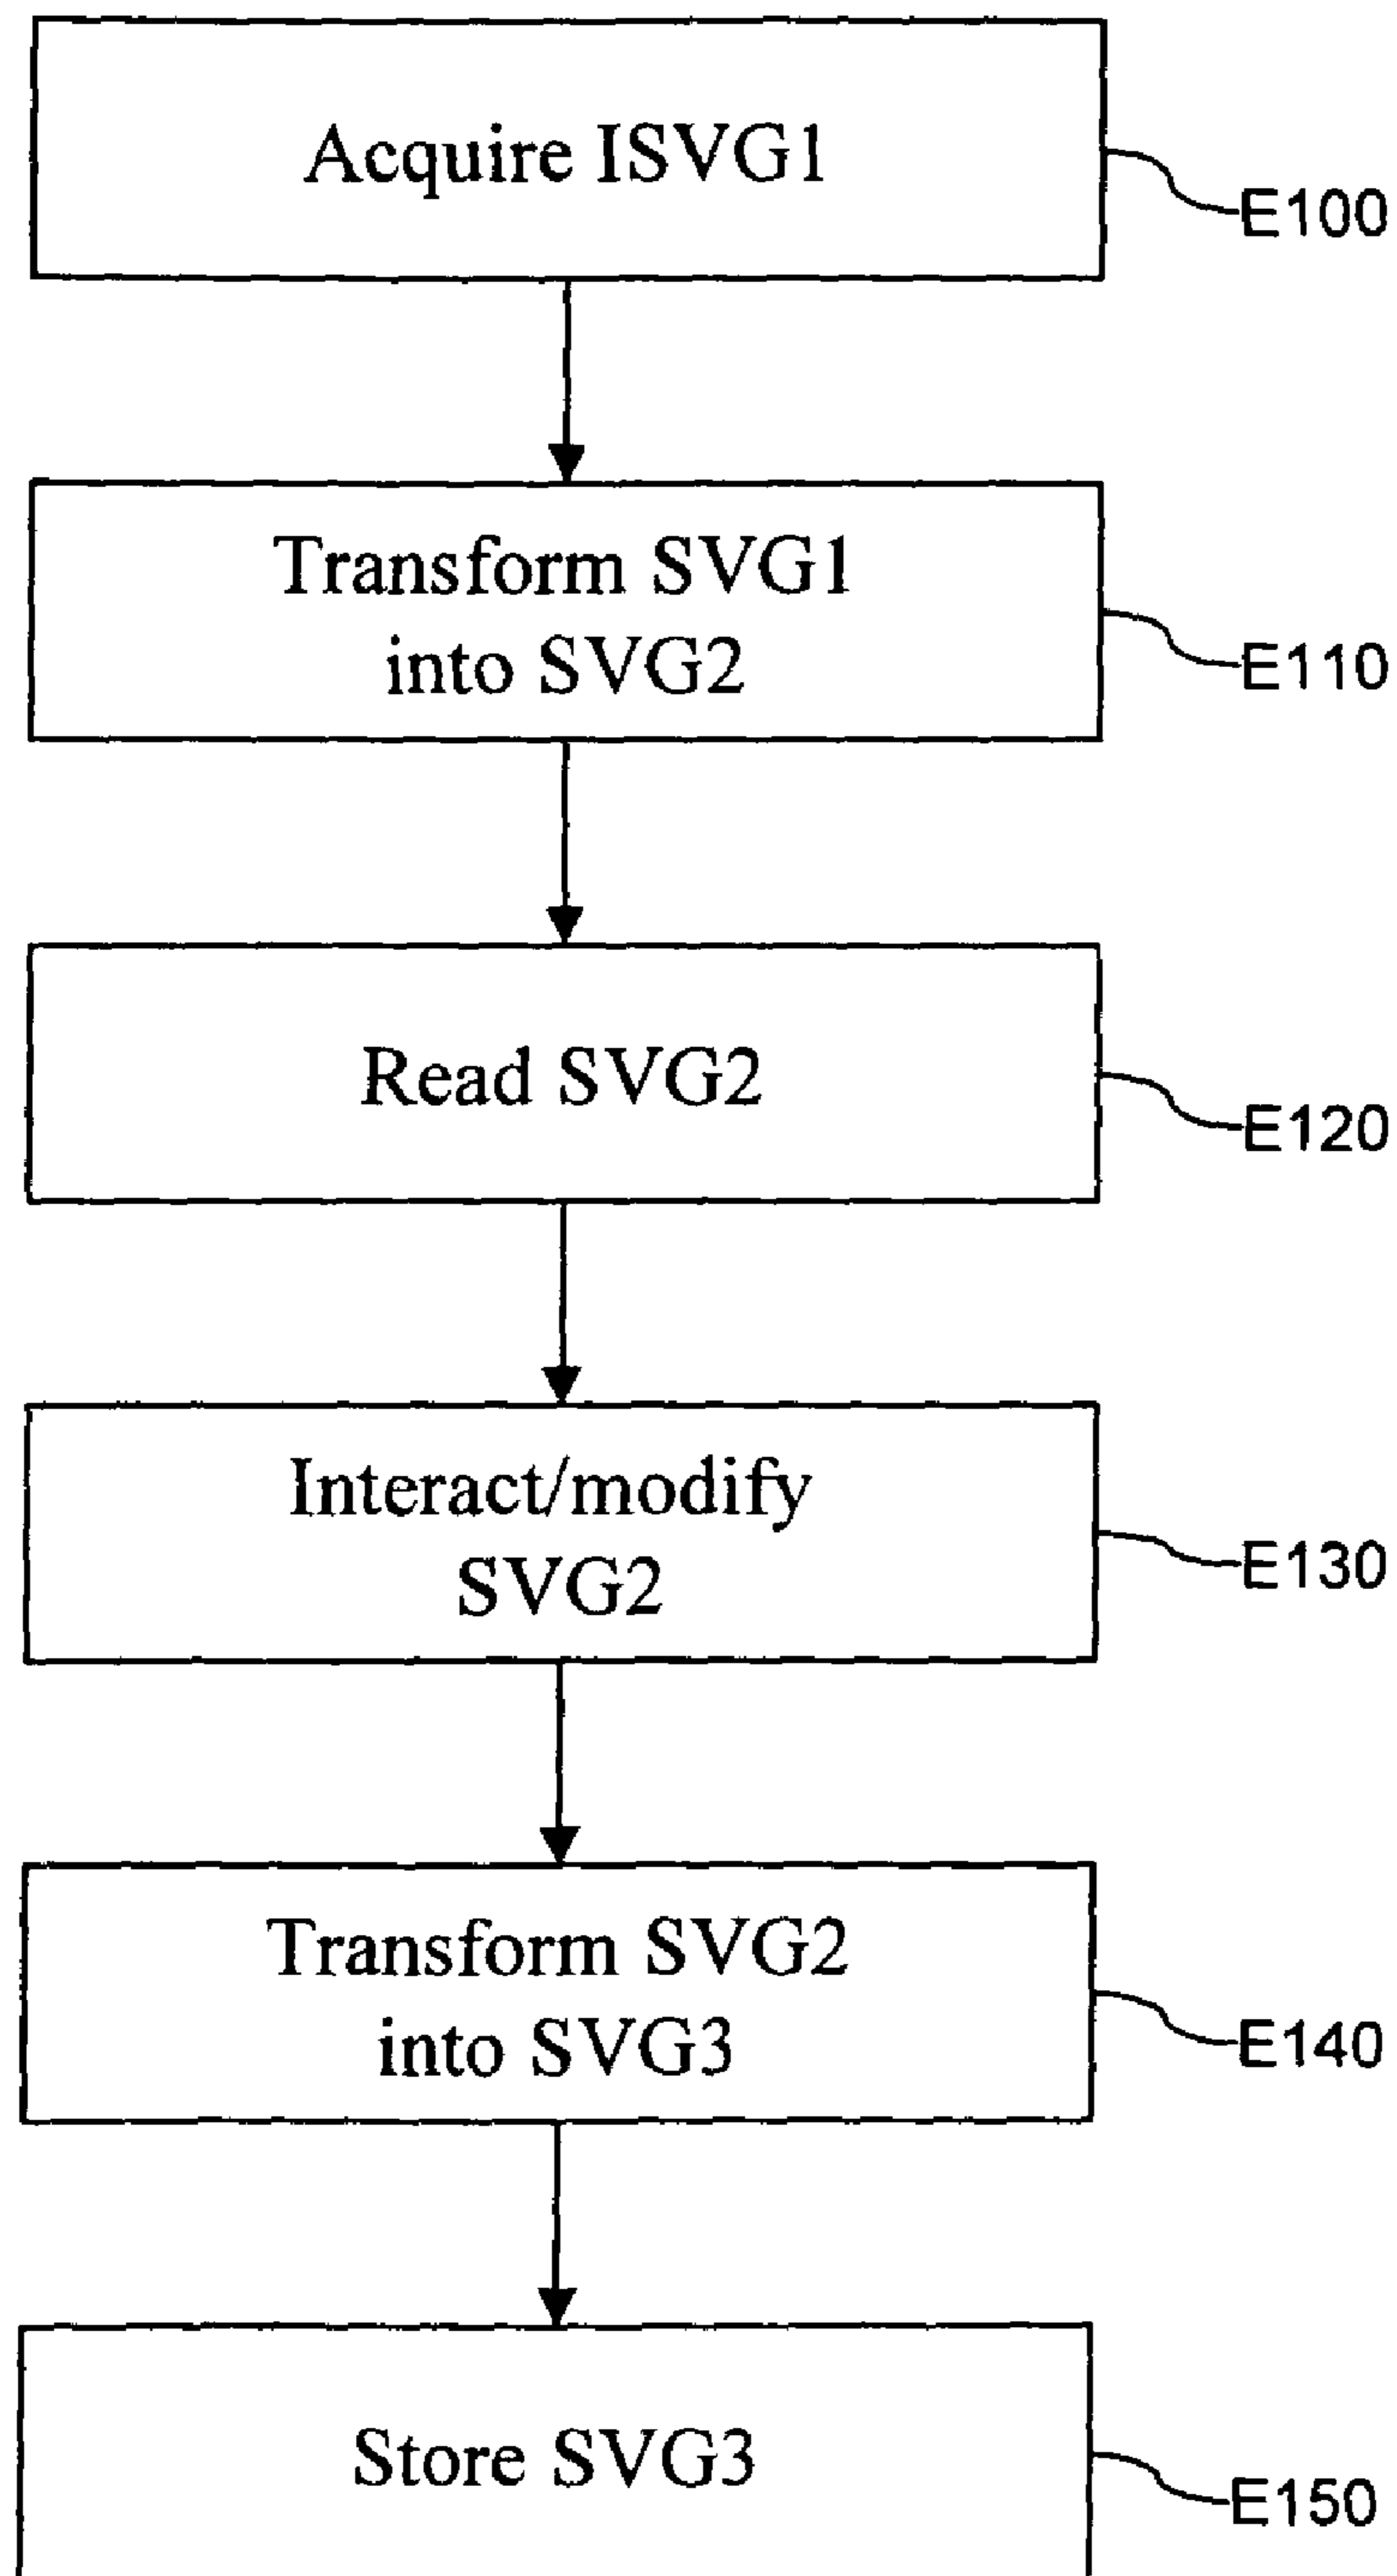 Acquire ISVG1
E100
Transform SVG1
into SVG2
E110
Read SVG2
E120
Interact/modify
SVG2
E130
Transform SVG2
into SVG3
E140
Store SVG3
E150